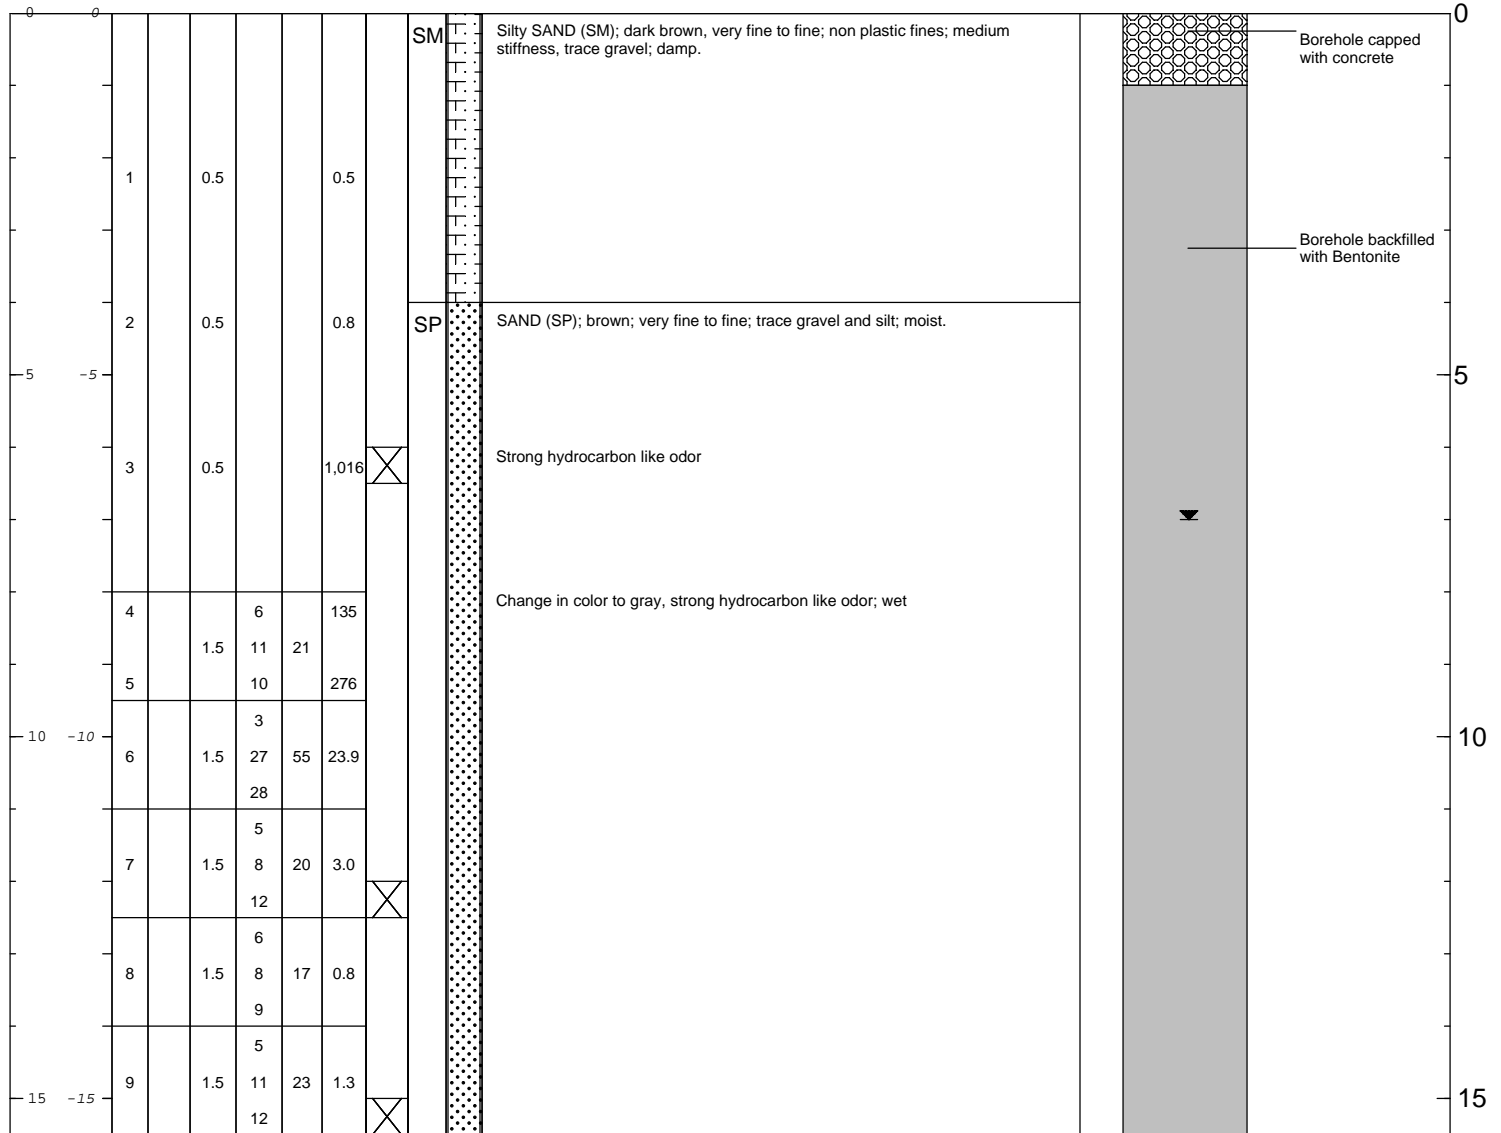 0 0 SM Silty SAND (SM); dark brown, very fine to fine; non plastic fines; medium 0
stiffness, trace gravel; damp.
Borehole capped
with concrete
1 0.5 0.5
Borehole backfilled
with Bentonite
2 0.5 0.8 SP SAND (SP); brown; very fine to fine; trace gravel and silt; moist.
5 -5 5
3 0.5 1,016 Strong hydrocarbon like odor
4 6 135 Change in color to gray, strong hydrocarbon like odor; wet
1.5 11 21
5 10 276
3
10 -10 10
6 1.5 27 55 23.9
28
5
7 1.5 8 20 3.0
12
6
8 1.5 8 17 0.8
9
5
9 1.5 11 23 1.3
15 -15 15
12